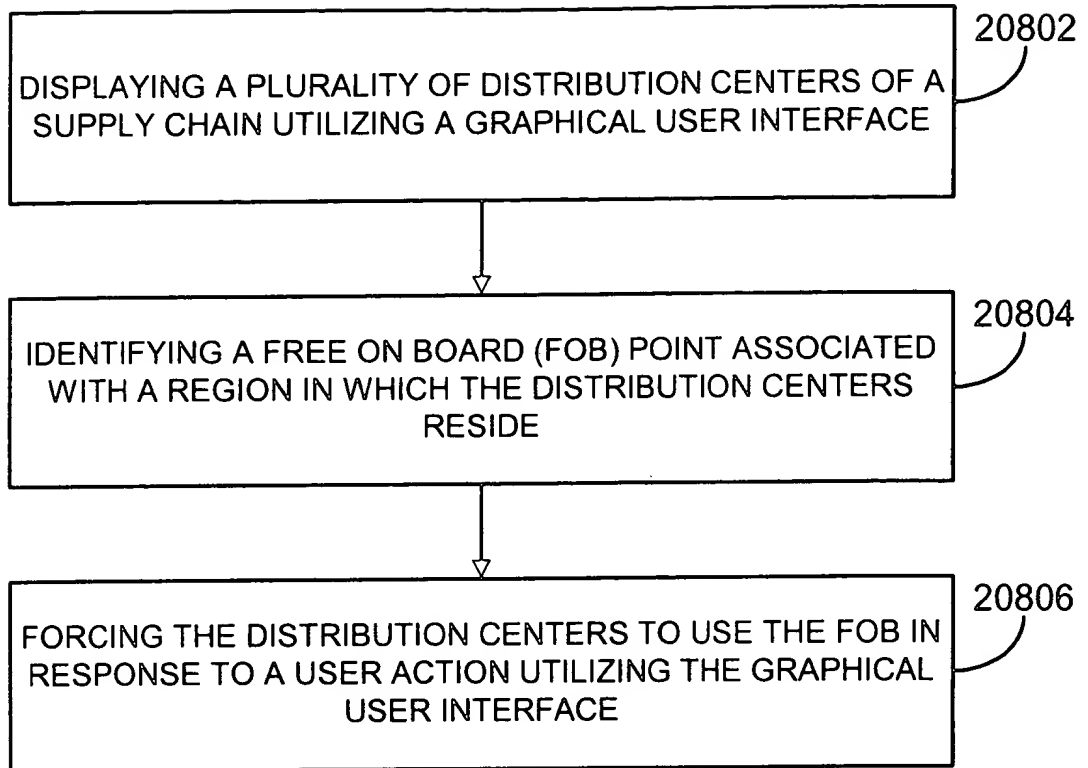 20802
DISPLAYING A PLURALITY OF DISTRIBUTION CENTERS OF A
SUPPLY CHAIN UTILIZING A GRAPHICAL USER INTERFACE
20804
IDENTIFYING A FREE ON BOARD (FOB) POINT ASSOCIATED
WITH A REGION IN WHICH THE DISTRIBUTION CENTERS
RESIDE
20806
FORCING THE DISTRIBUTION CENTERS TO USE THE FOB IN
RESPONSE TO A USER ACTION UTILIZING THE GRAPHICAL
USER INTERFACE